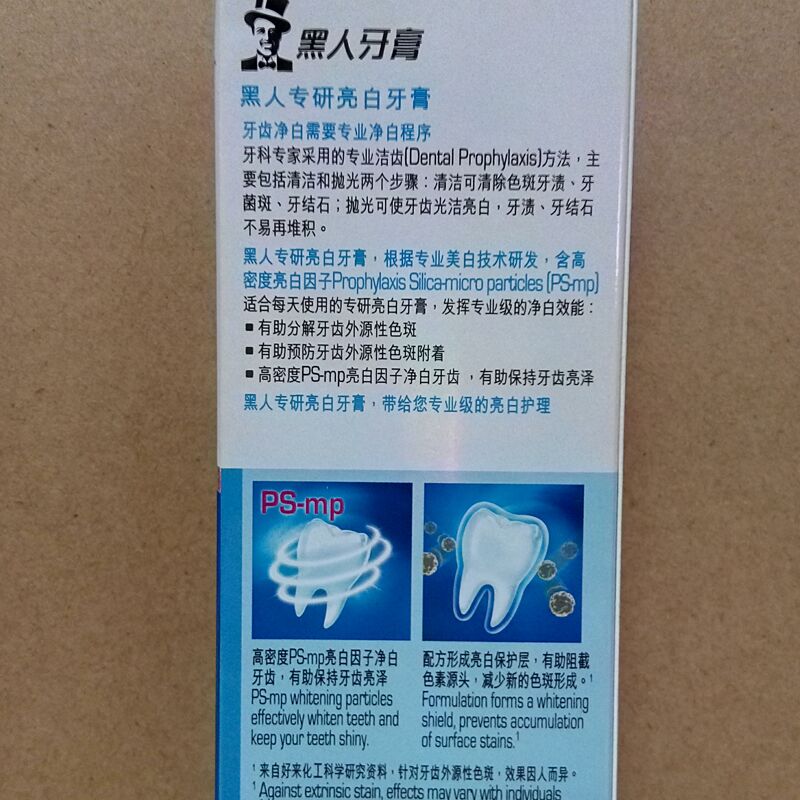 黑人牙膏
黑人专研亮白牙膏
牙齿净白需要专业净白程序
牙科专家采用的专业洁齿(Dental Prophylaxis)方法，主
要包括清洁和抛光两个步骤：清洁可清除色斑牙渍、牙
菌斑、牙结石；抛光可使牙齿光洁亮白，牙渍、牙结石
不易再堆积。
黑人专研亮白牙膏，根据专业美白技术研发，含高
密度亮白因子Prophylaxis Silica-micro particles (PS-mp)
适合每天使用的专研亮白牙膏，发挥专业级的净白效能：
■ 有助分解牙齿外源性色斑
■ 有助预防牙齿外源性色斑附着
■ 高密度PS-mp亮白因子净白牙齿 ，有助保持牙齿亮泽
黑人专研亮白牙膏，带给您专业级的亮白护理
PS-mp
高密度PS-mp亮白因子净白
牙齿，有助保持牙齿亮泽
PS-mp whitening particles
effectively whiten teeth and
keep your teeth shiny.
配方形成亮白保护层，有助阻截
色素源头，减少新的色斑形成。¹
Formulation forms a whitening
shield, prevents accumulation
of surface stains.¹
¹ 来自好来化工科学研究资料，针对牙齿外源性色斑，效果因人而异。
¹ Against extrinsic stain, effects may vary with individuals